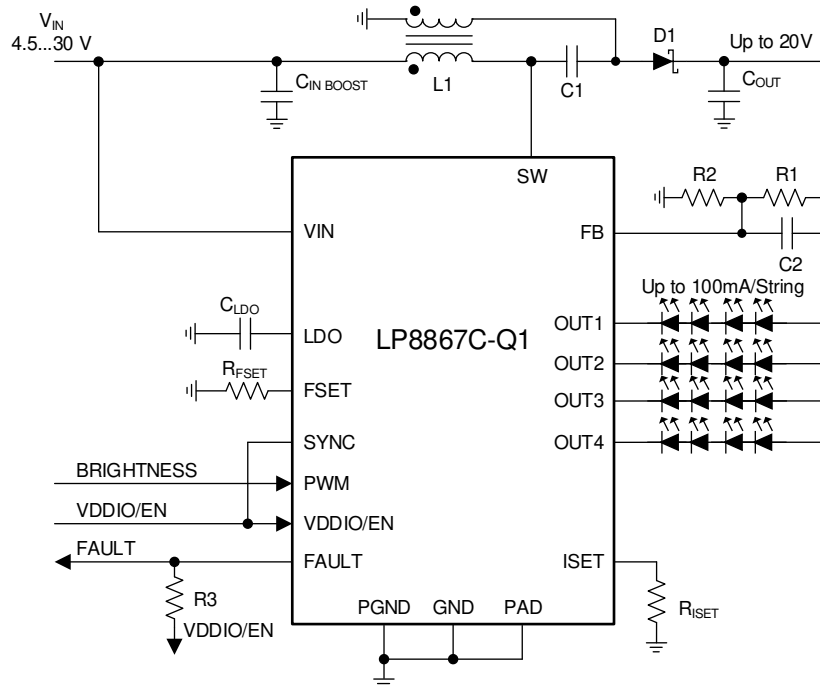 VIN
4.5...30 V
D1
Up to 20V
CIN BOOST
L1
C1
COUT
SW
R2
R1
VIN
FB
C2
CLDO
Up to 100mA/String
LDO
LP8867C-Q1
OUT1
RFSET
OUT2
FSET
OUT3
SYNC
OUT4
BRIGHTNESS
PWM
VDDIO/EN
VDDIO/EN
FAULT
FAULT
ISET
R3
PGND
GND
PAD
RISET
VDDIO/EN